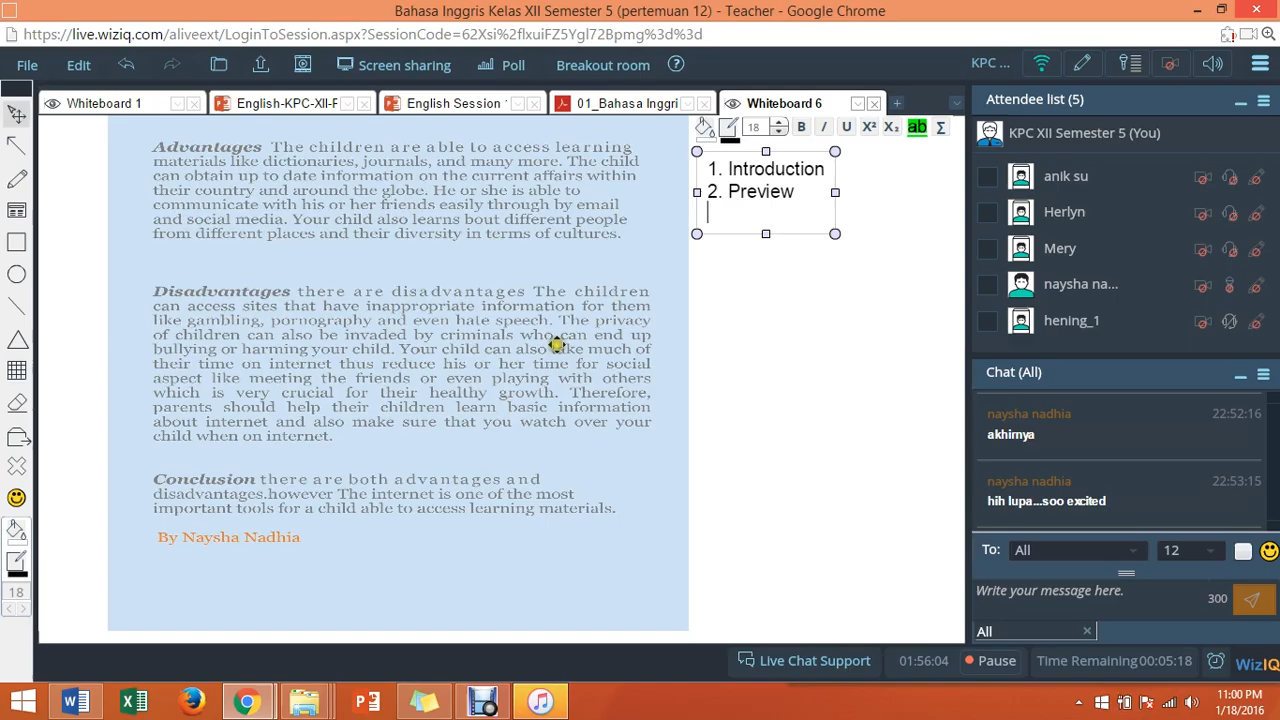 Bahasa Inggris Kelas XII Semester 5 (pertemuan 12) - Teacher - Google Chrome
https://live.wiziq.com/aliveext/LoginToSession.aspx?SessionCode=62Xsi%2flxuiFZ5Ygl72Bpmg%3d%3d
File Edit Screen sharing Poll Breakout room KPC ...
Whiteboard 1 English-KPC-XII-F English Session 01_Bahasa Inggri Whiteboard 6
18 B I U X² X₂ ab Σ
Advantages The children are able to access learning
materials like dictionaries, journals, and many more. The child
can obtain up to date information on the current affairs within
their country and around the globe. He or she is able to
communicate with his or her friends easily through by email
and social media. Your child also learns bout different people
from different places and their diversity in terms of cultures.
Disadvantages there are disadvantages The children
can access sites that have inappropriate information for them
like gambling, pornography and even hate speech. The privacy
of children can also be invaded by criminals who can end up
bullying or harming your child. Your child can also take much of
their time on internet thus reduce his or her time for social
aspect like meeting the friends or even playing with others
which is very crucial for their healthy growth. Therefore,
parents should help their children learn basic information
about internet and also make sure that you watch over your
child when on internet.
Conclusion there are both advantages and
disadvantages.however The internet is one of the most
important tools for a child able to access learning materials.
By Naysha Nadhia
1. Introduction
2. Preview
18
Attendee list (5)
KPC XII Semester 5 (You)
anik su
Herlyn
Mery
naysha na...
hening_1
Chat (All)
naysha nadhia 22:52:16
akhirnya
naysha nadhia 22:53:15
hih lupa...soo excited
To: All 12
Write your message here. 300
All
Live Chat Support 01:56:04 Pause Time Remaining 00:05:18 WizIQ
11:00 PM
1/18/2016